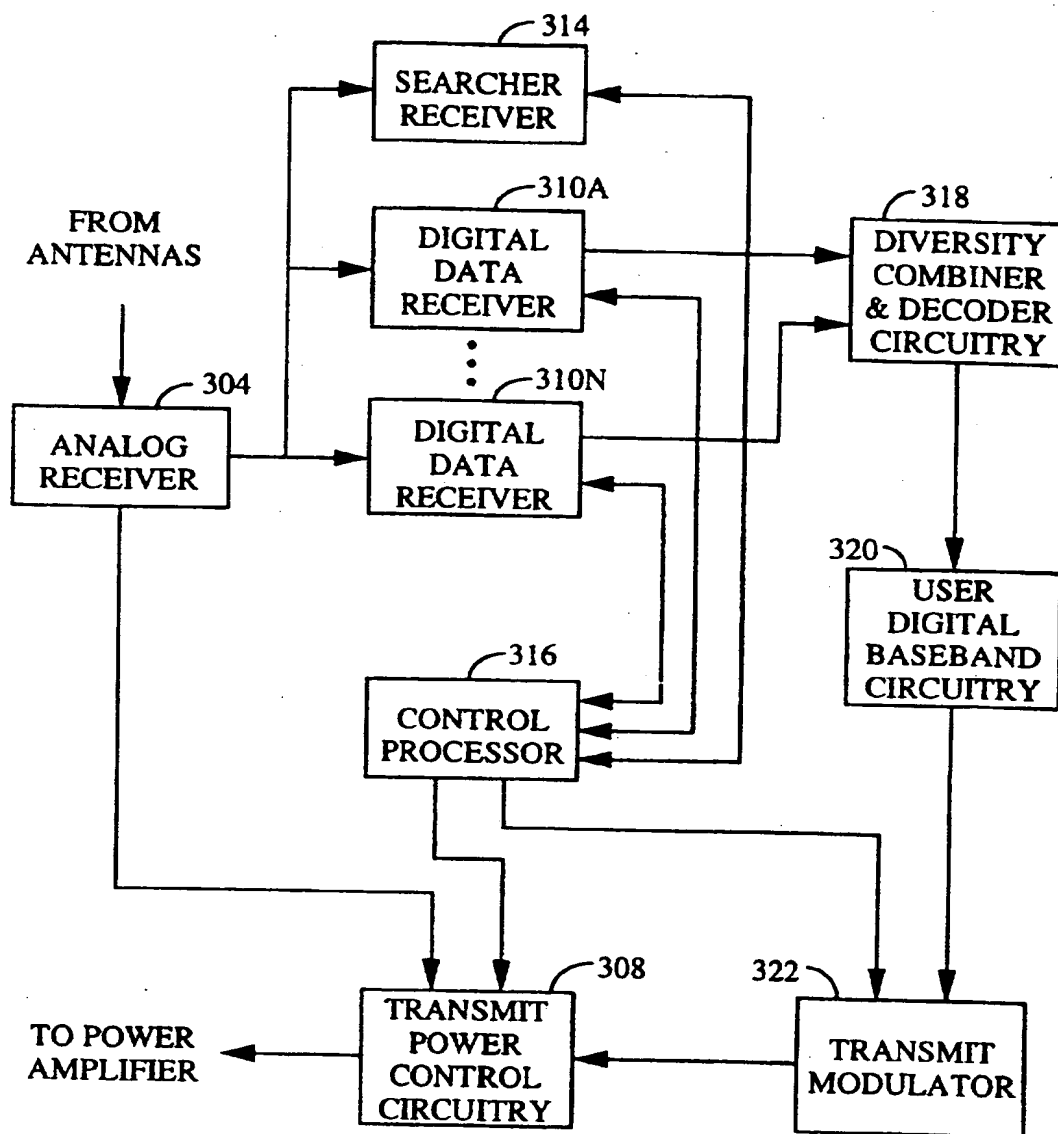 314
SEARCHER
RECEIVER
310A
DIGITAL
DATA
RECEIVER
318
DIVERSITY
COMBINER
& DECODER
CIRCUITRY
FROM
ANTENNAS
304
ANALOG
RECEIVER
310N
DIGITAL
DATA
RECEIVER
320
USER
DIGITAL
BASEBAND
CIRCUITRY
316
CONTROL
PROCESSOR
308
TRANSMIT
POWER
CONTROL
CIRCUITRY
322
TRANSMIT
MODULATOR
TO POWER
AMPLIFIER